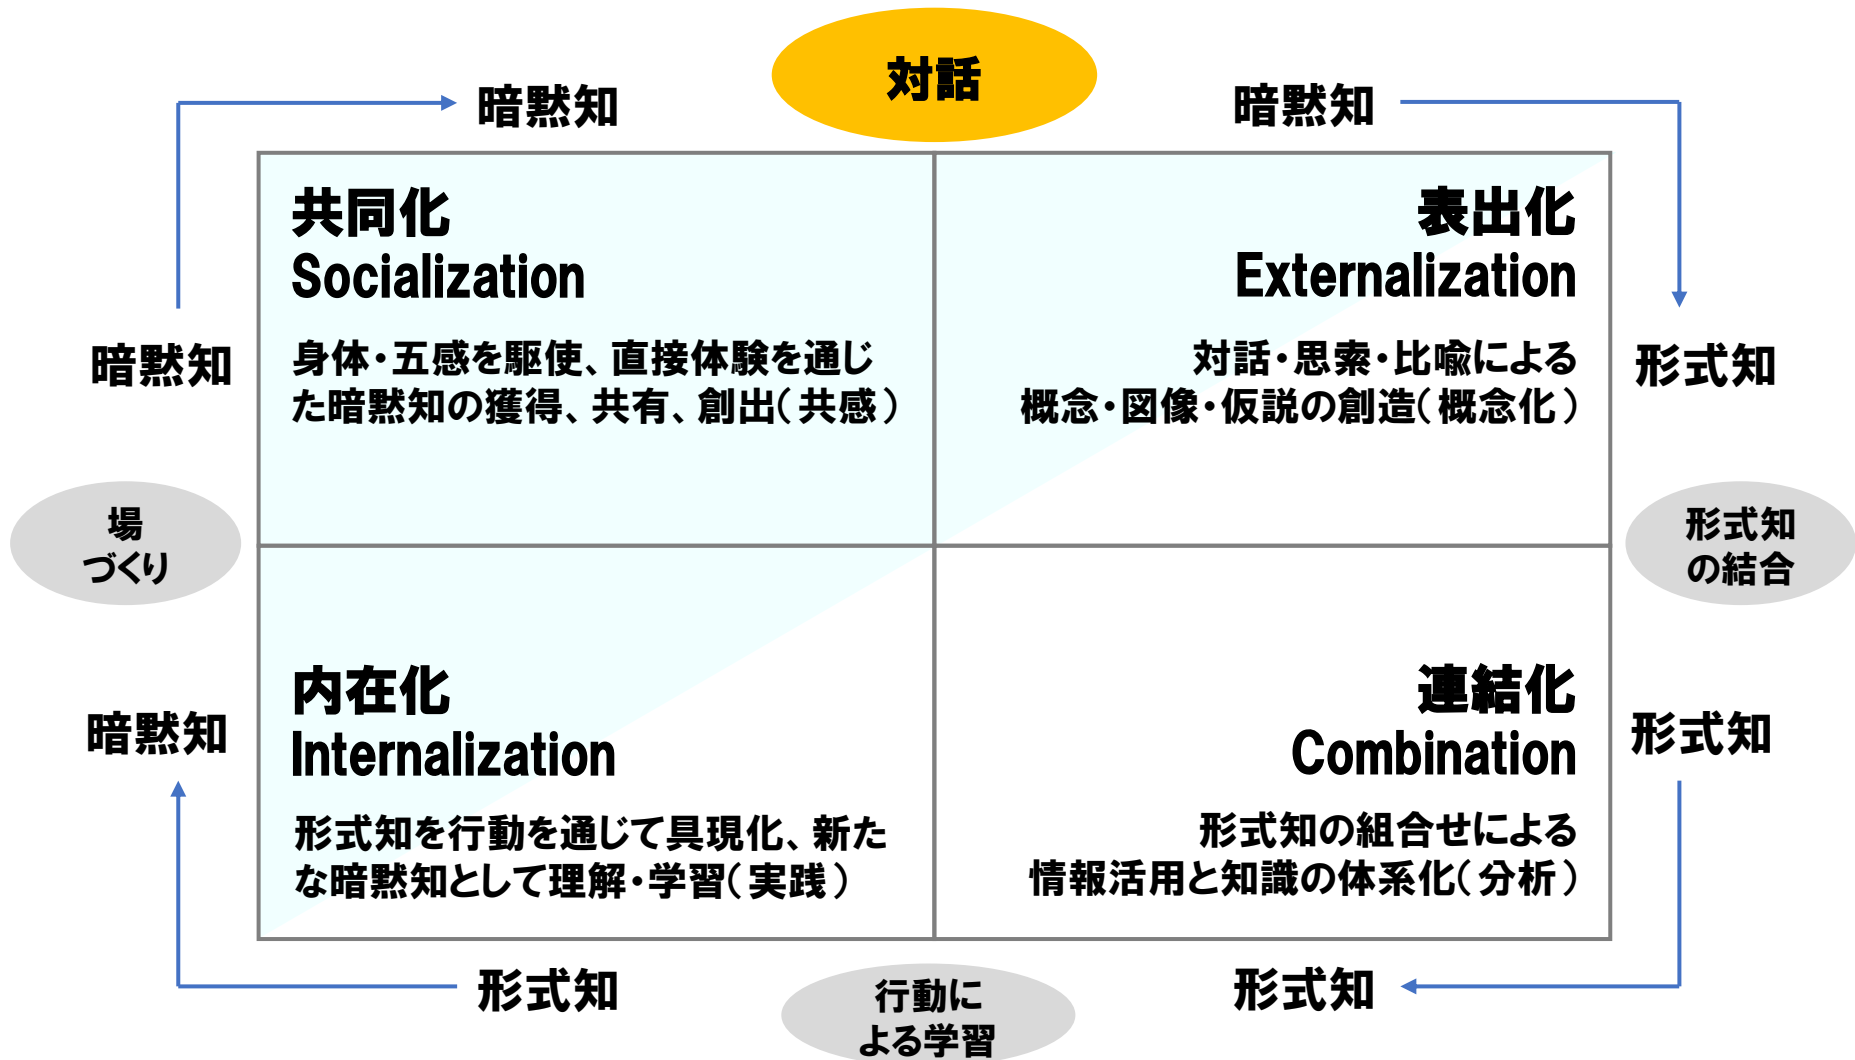 対話
暗黙知
暗黙知
共同化
Socialization
身体・五感を駆使、直接体験を通じ
た暗黙知の獲得、共有、創出(共感)
表出化
Externalization
対話・思索・比喩による
概念・図像・仮説の創造(概念化)
暗黙知
形式知
場
づくり
形式知
の結合
内在化
Internalization
形式知を行動を通じて具現化、新た
な暗黙知として理解・学習(実践)
連結化
Combination
形式知の組合せによる
情報活用と知識の体系化(分析)
暗黙知
形式知
形式知
形式知
行動に
よる学習